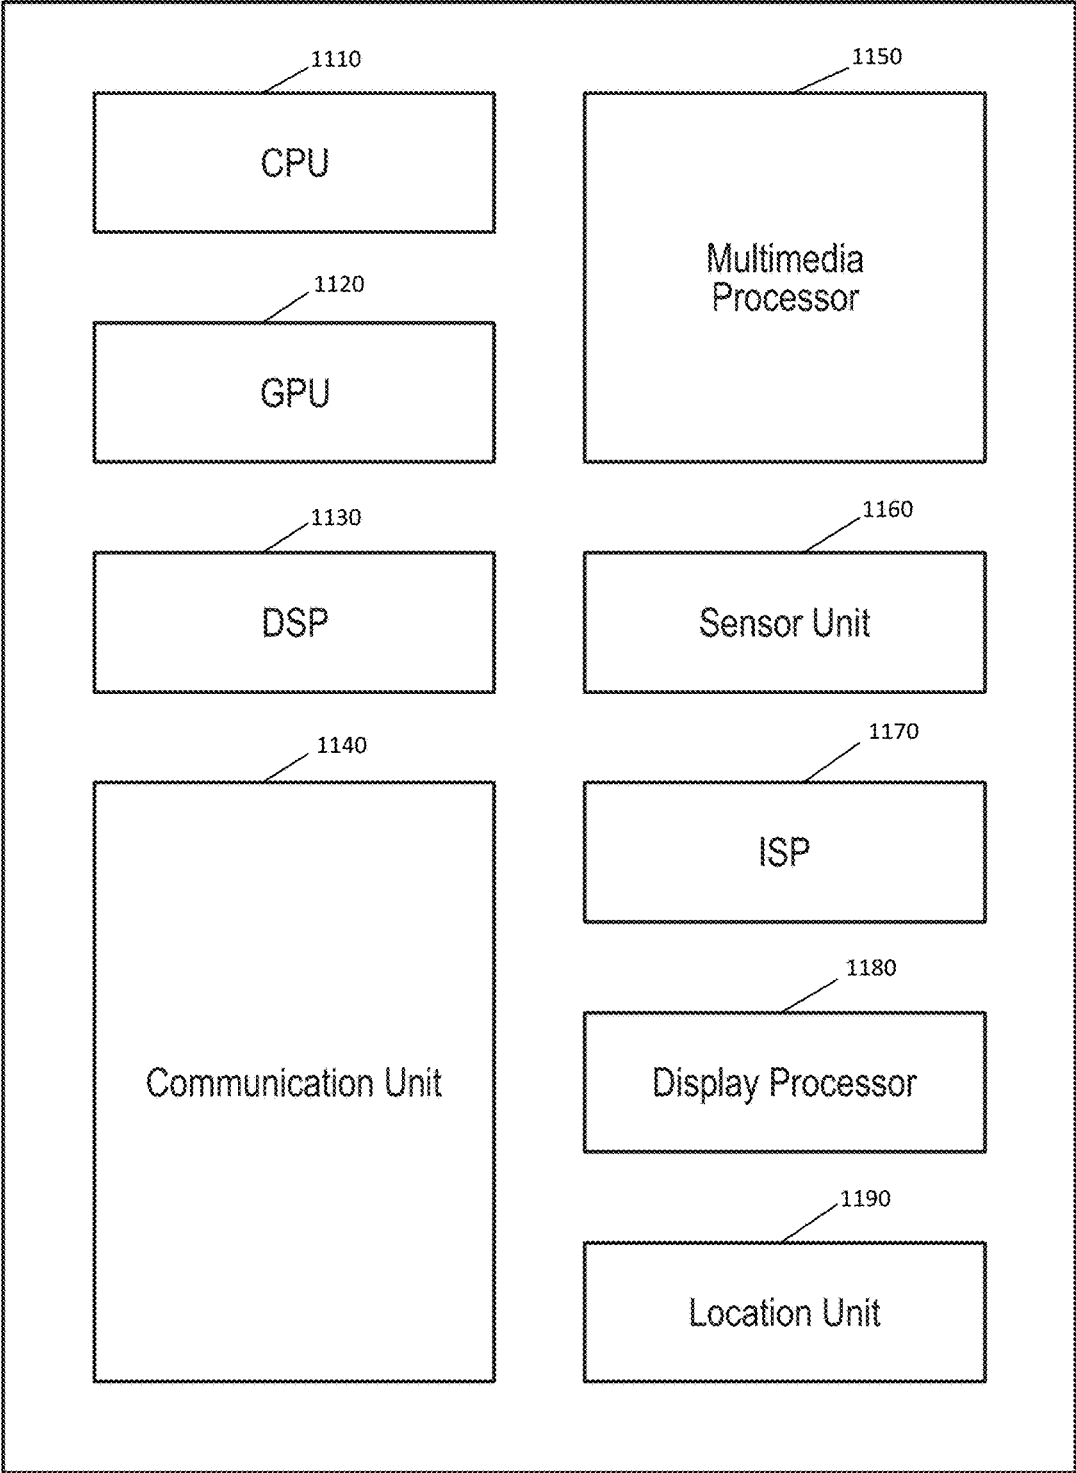 1110
CPU
1120
GPU
1130
DSP
1140
Communication Unit
1150
Multimedia
Processor
1160
Sensor Unit
1170
ISP
1180
Display Processor
1190
Location Unit